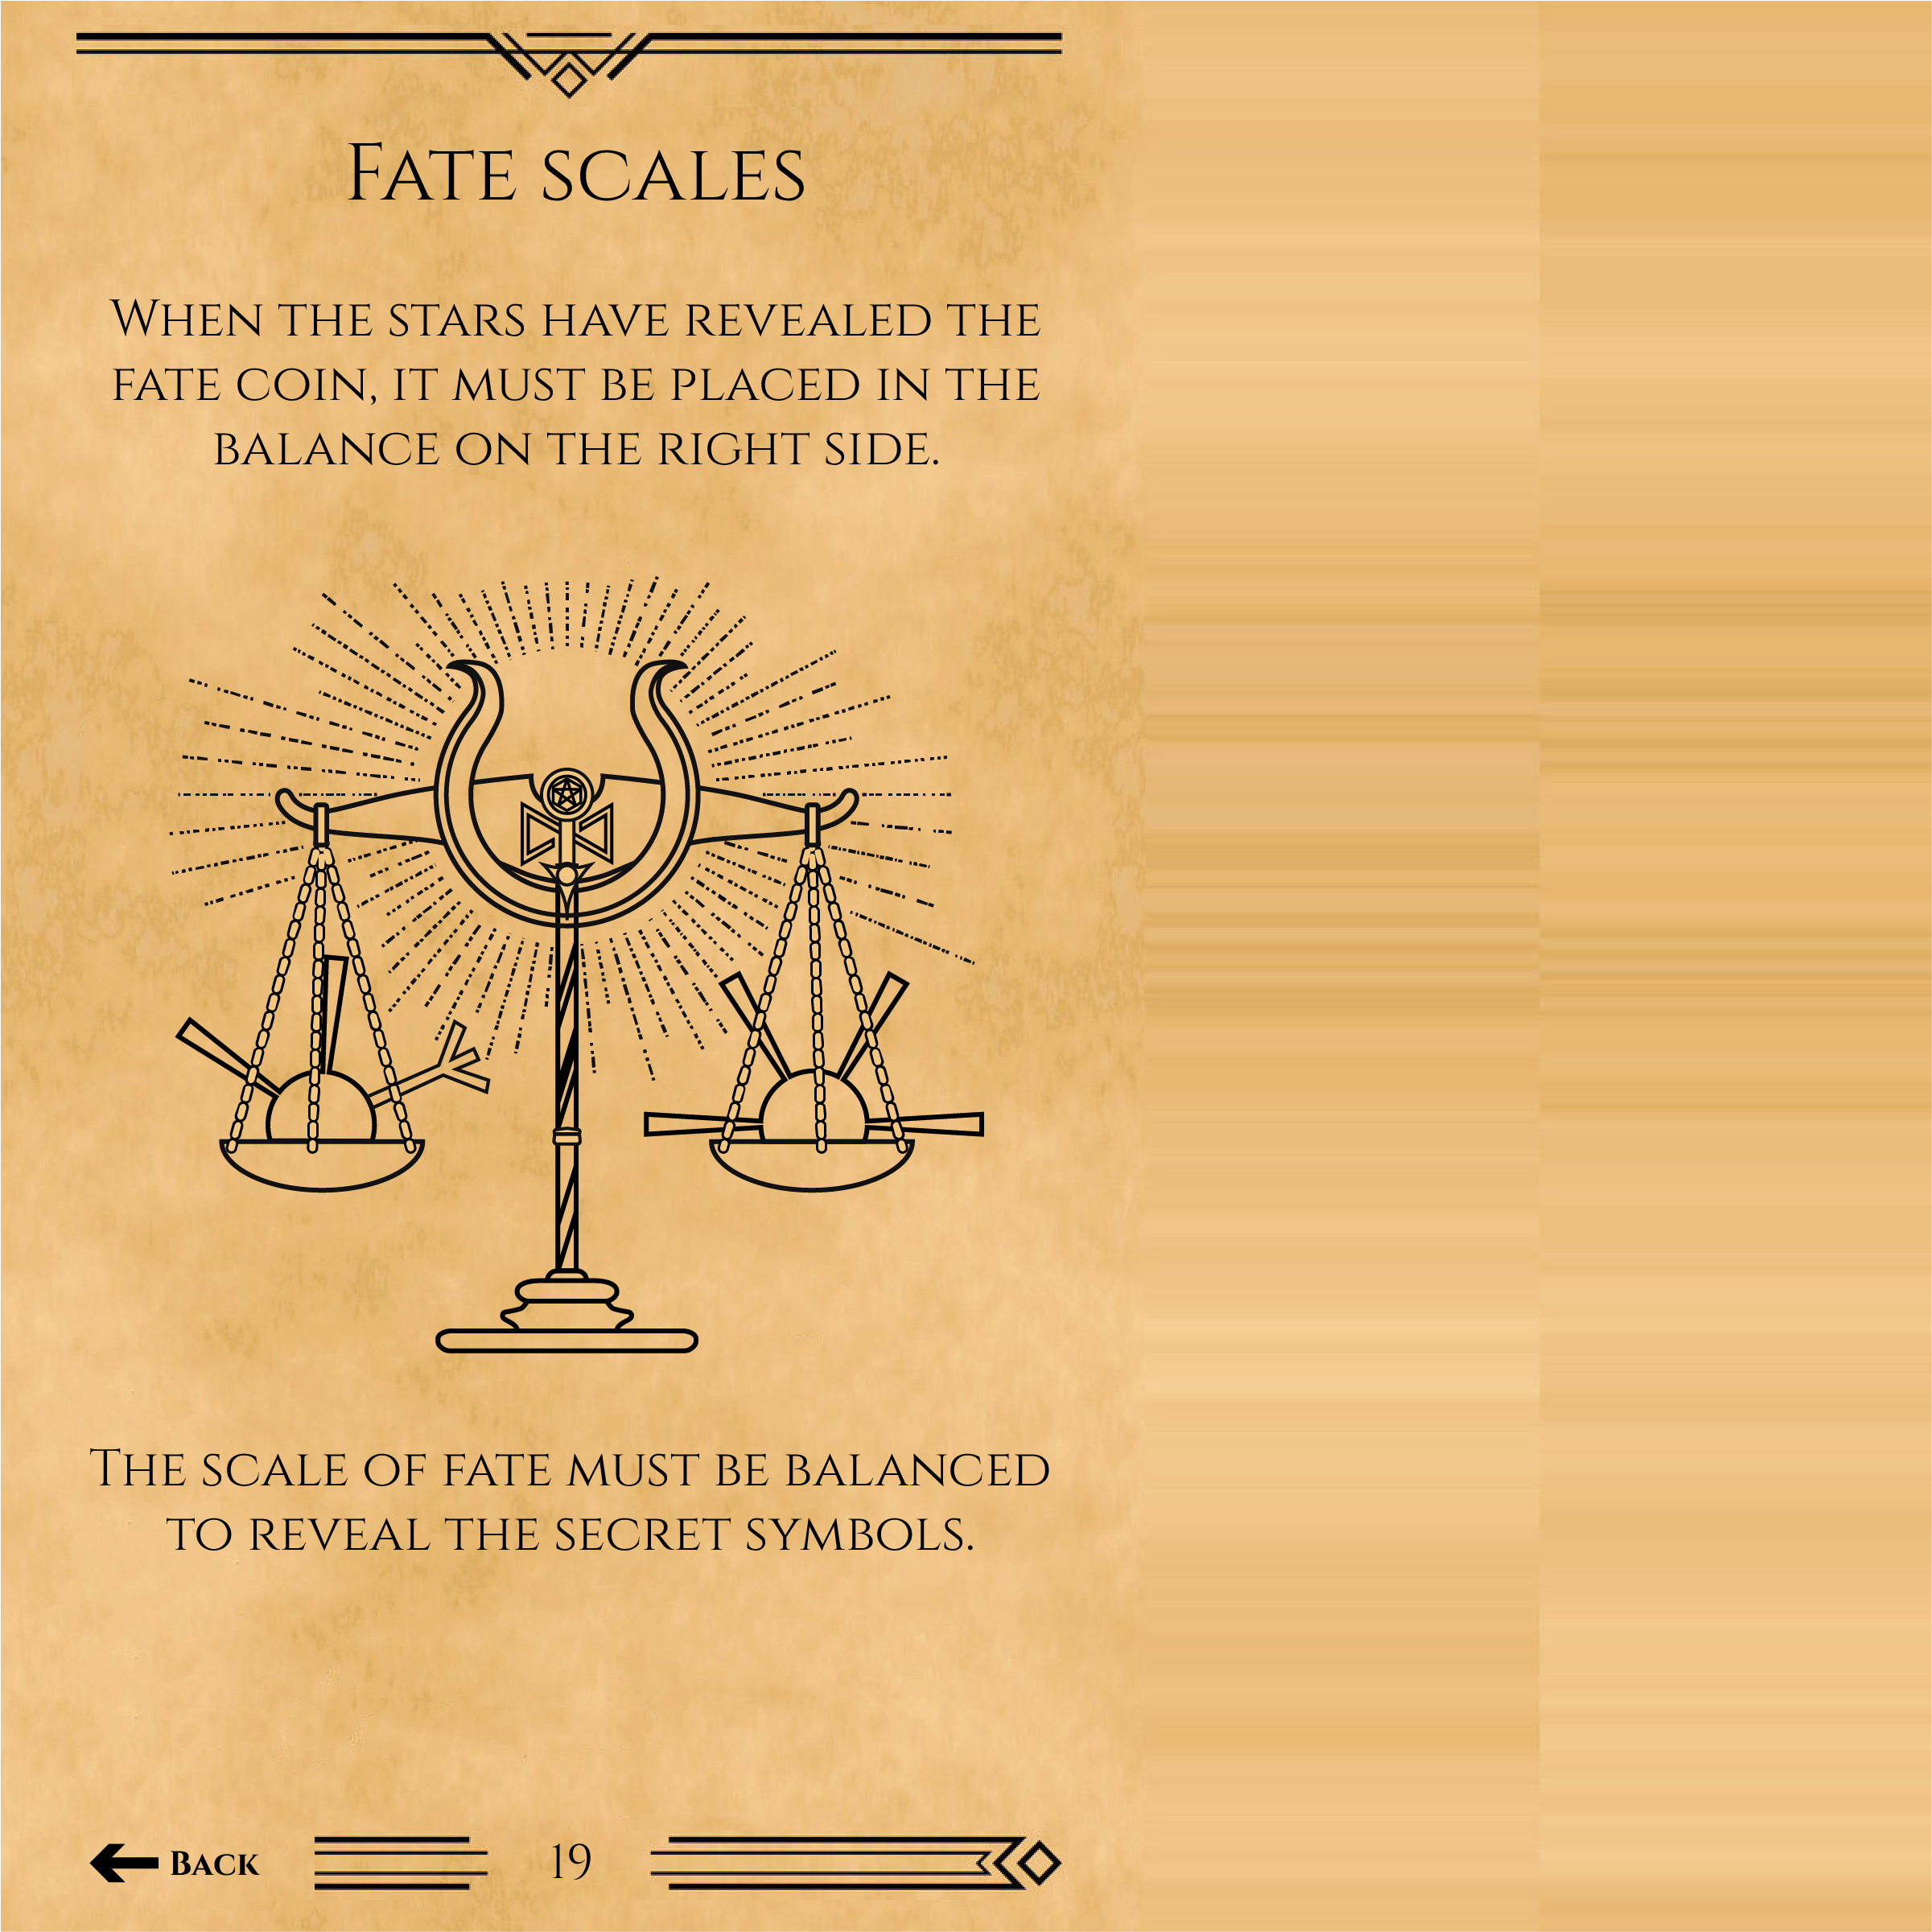 Fate scales
When the stars have revealed the
fate coin, it must be placed in the
balance on the right side.
The scale of fate must be balanced
to reveal the secret symbols.
Back
19